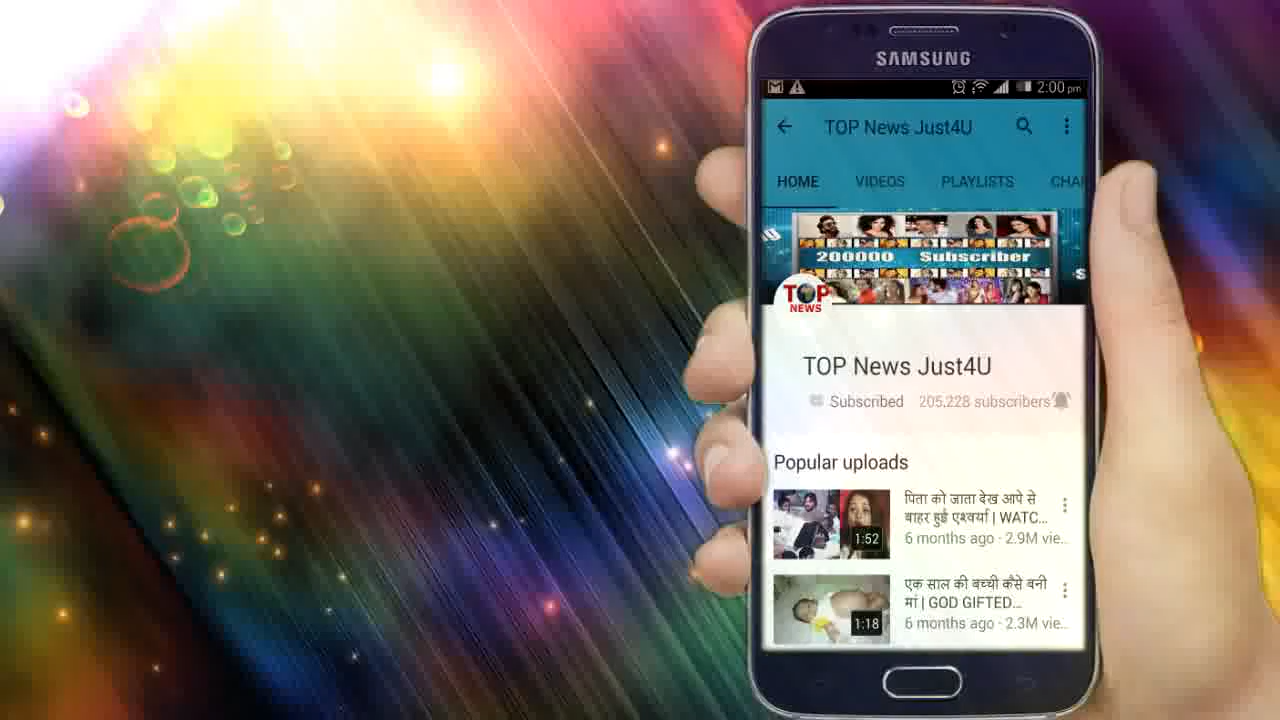 SAMSUNG
2:00 pm
TOP News Just4U
HOME VIDEOS PLAYLISTS CHA
200000 Subscriber
TOP
NEWS
TOP News Just4U
Subscribed 205,228 subscribers
Popular uploads
पिता को जाता देख आपे से
बाहर हुई एश्वर्या | WATC...
6 months ago · 2.9M vie...
1:52
एक साल की बच्ची कैसे बनी
मां | GOD GIFTED...
6 months ago · 2.3M vie...
1:18